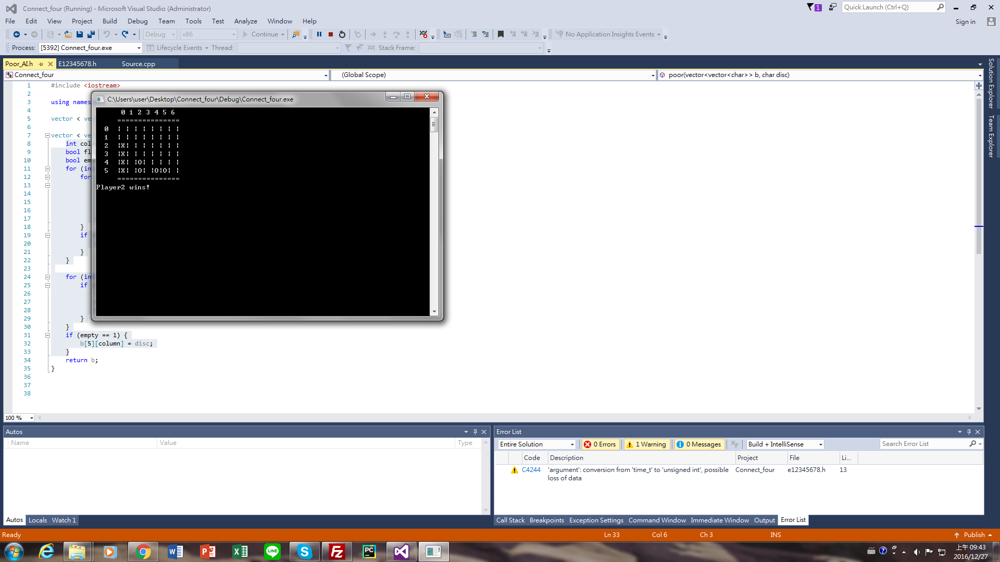 Connect_four (Running) - Microsoft Visual Studio (Administrator)
1
Quick Launch (Ctrl+Q)
File Edit View Project Build Debug Team Tools Test Analyze Window Help
Sign in
Debug x86 Continue No Application Insights Events
Process: [5392] Connect_four.exe Lifecycle Events Thread: Stack Frame:
Poor_AI.h E12345678.h Source.cpp
Connect_four (Global Scope) poor(vector<vector<char>> b, char disc)
Solution Explorer
Team Explorer
1 #include <iostream>
2
3 using names
4
5 vector < ve
6
7 vector < ve
8 int col
9 bool fl
10 bool em
11 for (in
12 for
13
14
15
16
17
18 }
19 if
20
21 }
22 }
23
24 for (in
25 if
26
27
28
29 }
30 }
31 if (empty == 1) {
32 b[5][column] = disc;
33 }
34 return b;
35 }
36
37
38
C:\Users\user\Desktop\Connect_four\Debug\Connect_four.exe
0 1 2 3 4 5 6
===============
0 ¦ ¦ ¦ ¦ ¦ ¦ ¦ ¦
1 ¦ ¦ ¦ ¦ ¦ ¦ ¦ ¦
2 ¦X¦ ¦ ¦ ¦ ¦ ¦ ¦
3 ¦X¦ ¦ ¦ ¦ ¦ ¦ ¦
4 ¦X¦ ¦O¦ ¦ ¦ ¦ ¦
5 ¦X¦ ¦O¦ ¦O¦O¦ ¦
===============
Player2 wins!
100 %
Autos
Name Value Type
Autos Locals Watch 1
Error List
Entire Solution 0 Errors 1 Warning 0 Messages Build + IntelliSense Search Error List
Code Description Project File Li...
C4244 'argument': conversion from 'time_t' to 'unsigned int', possible loss of data Connect_four e12345678.h 13
Call Stack Breakpoints Exception Settings Command Window Immediate Window Output Error List
Ready Ln 33 Col 6 Ch 3 INS Publish
上午 09:43
2016/12/27